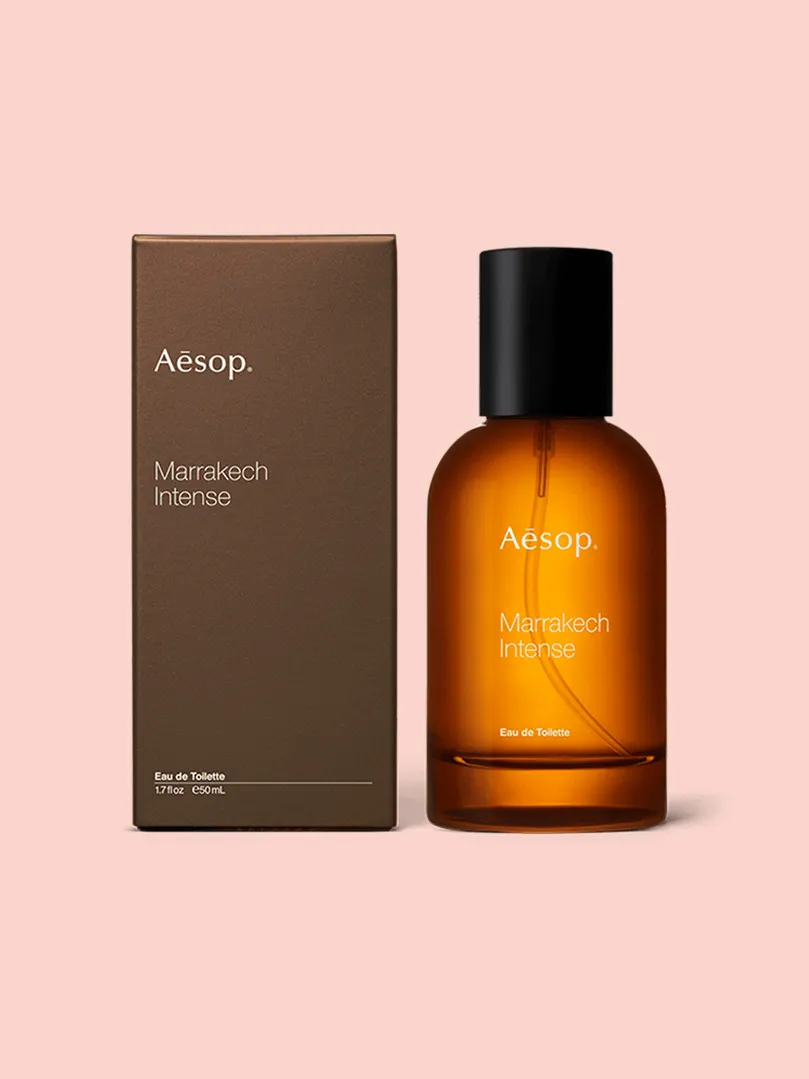 Aēsop.®
Marrakech
Intense
Eau de Toilette
1.7 fl oz ℮50 mL
Aēsop.®
Marrakech
Intense
Eau de Toilette